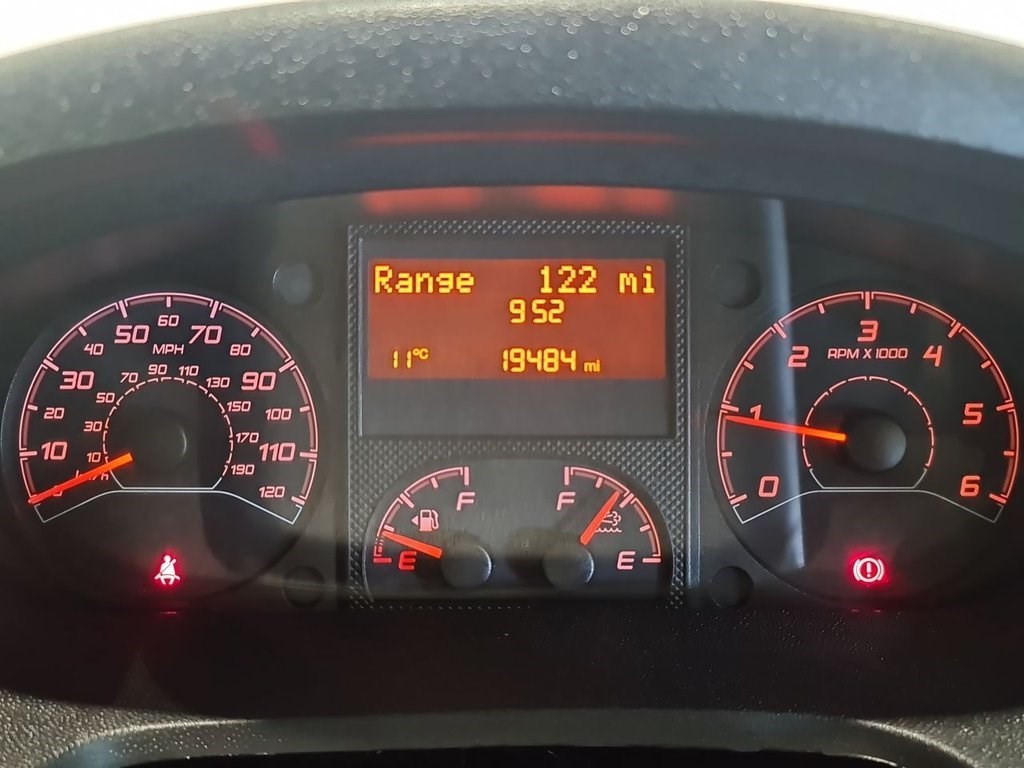 Range 122 mi
952
11°C 19484 mi
0 10 20 30 40 50 60 70 80 90 100 110 120
MPH
10 30 50 70 90 110 130 150 170 190
km/h
F
E
F
E
0 1 2 3 4 5 6
RPM X 1000